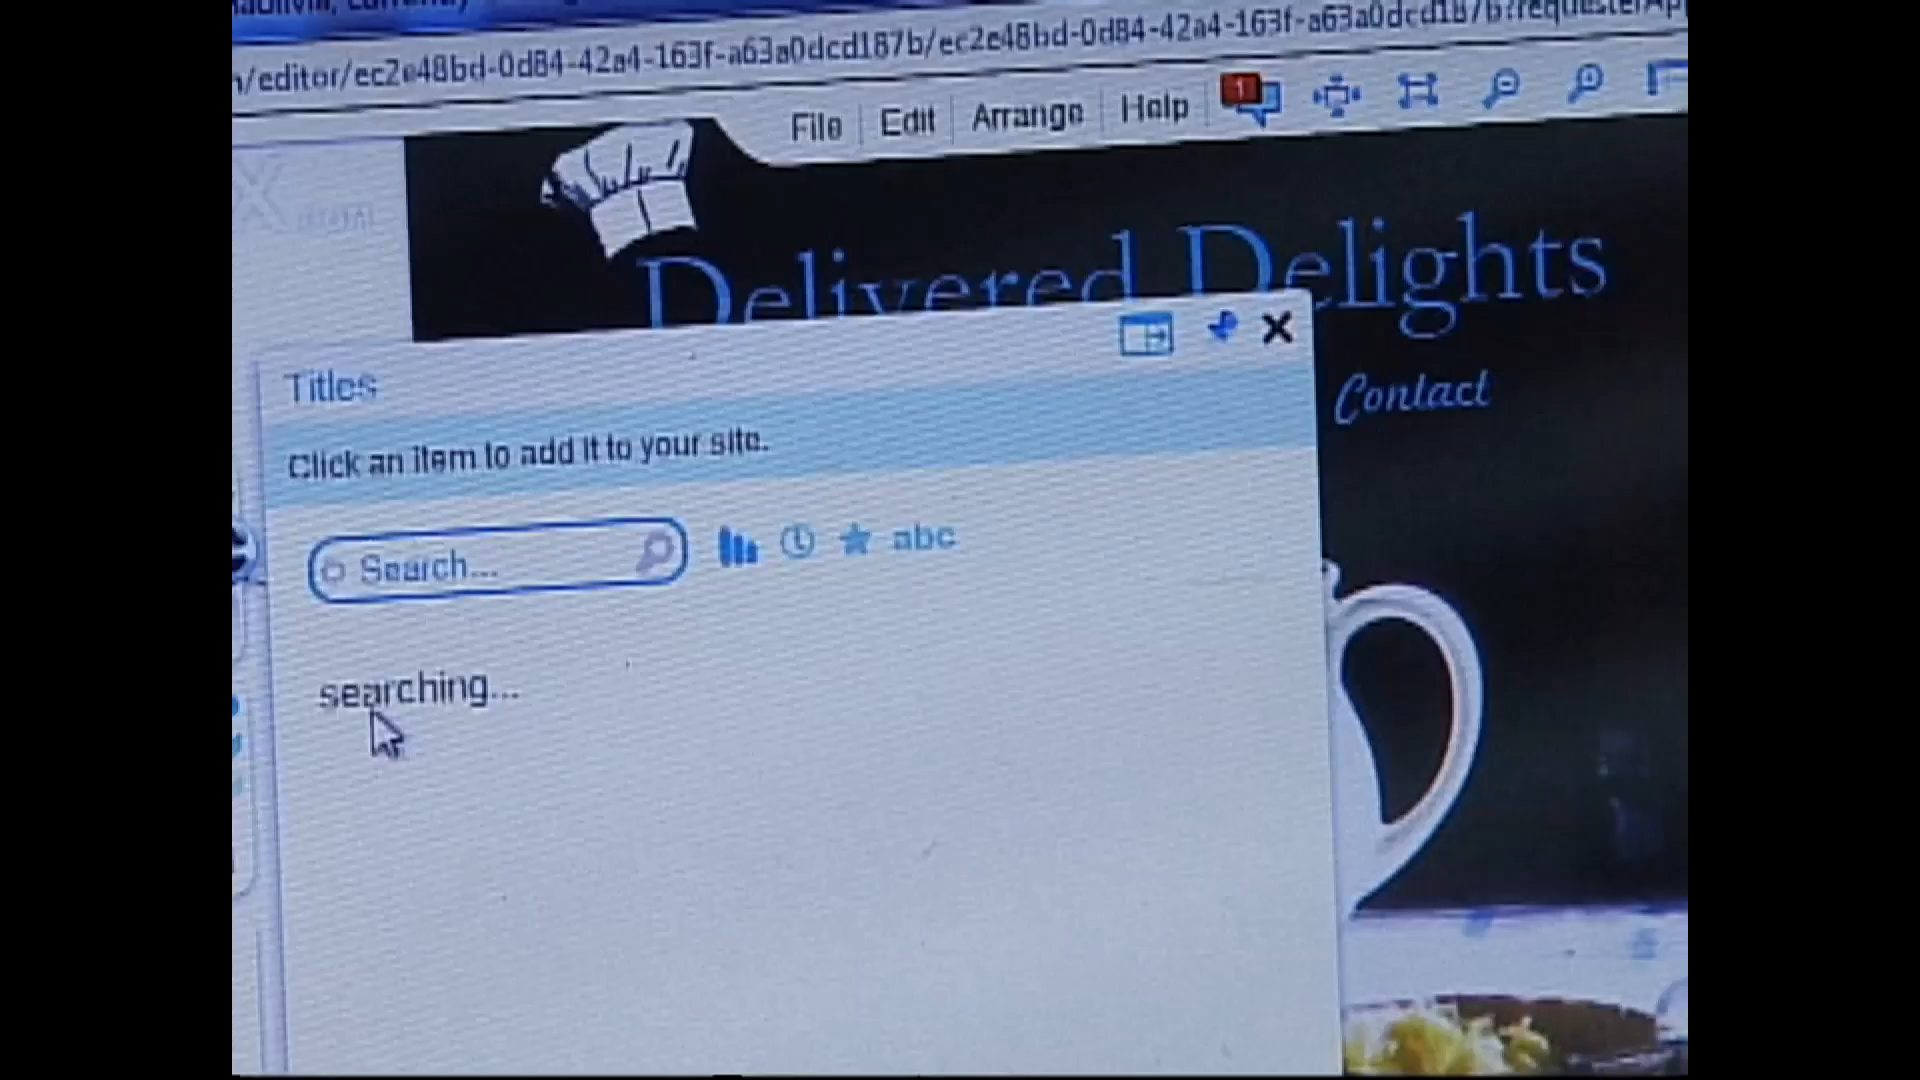 /editor/ec2e48bd-0d84-42a4-163f-a63a0dcd187b/ec2e48bd-0d84-42a4-163f-a63a0dcd187b?requesterAp
File Edit Arrange Help 1
Delivered Delights
Titles
Contact
Click an item to add it to your site.
Search... abc
searching...